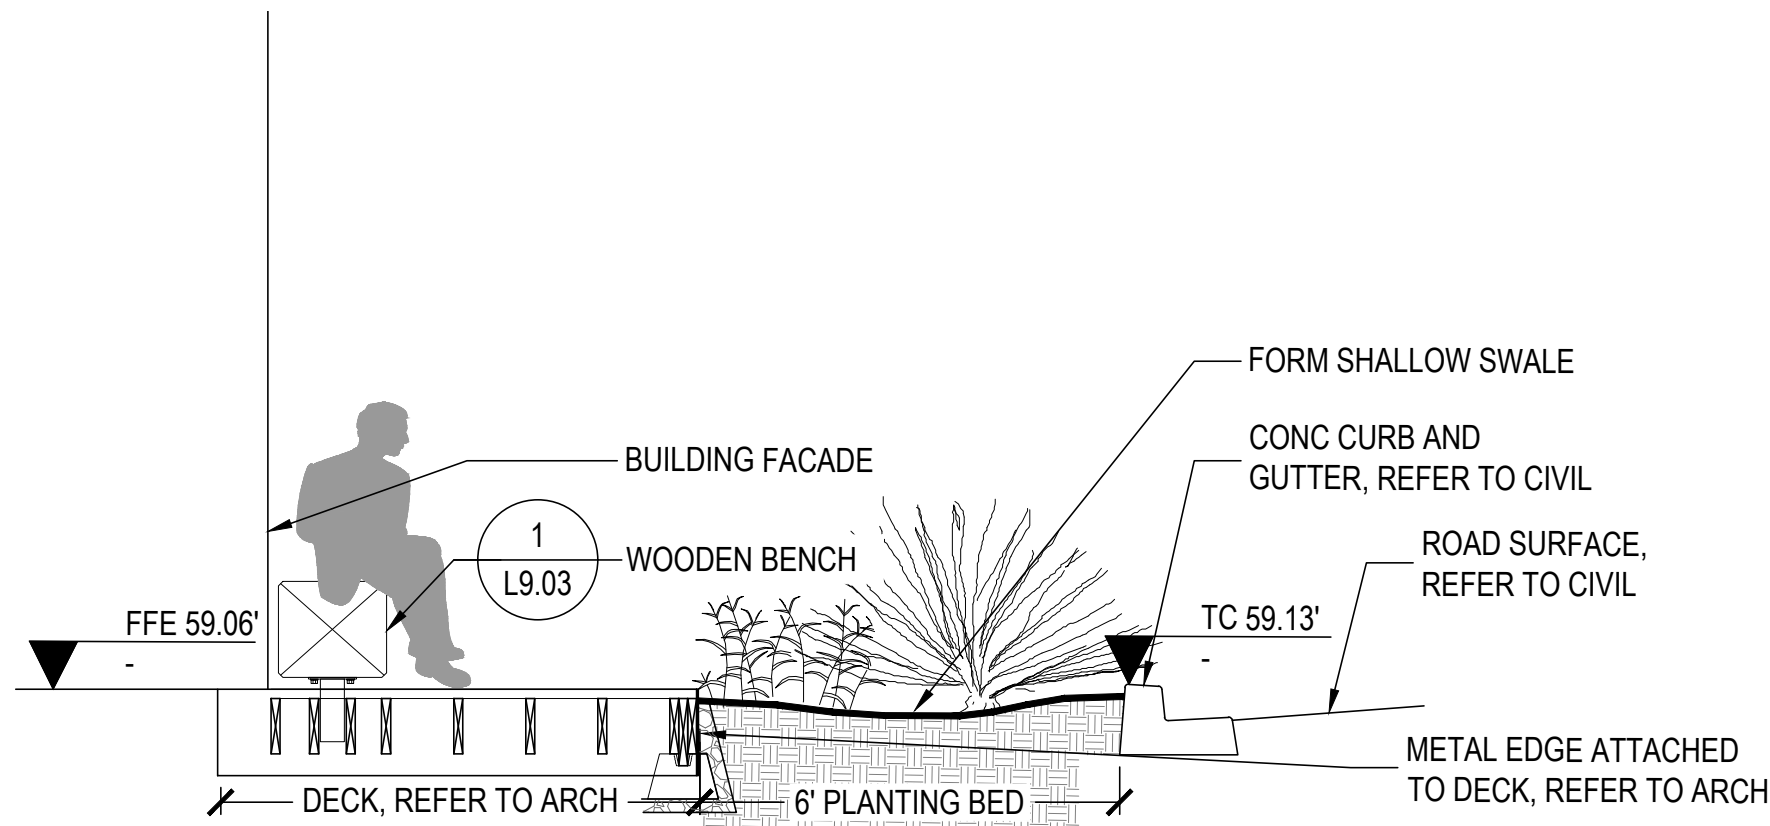 FORM SHALLOW SWALE
CONC CURB AND
GUTTER, REFER TO CIVIL
BUILDING FACADE
1
L9.03
WOODEN BENCH
ROAD SURFACE,
REFER TO CIVIL
FFE 59.06'
-
TC 59.13'
-
METAL EDGE ATTACHED
TO DECK, REFER TO ARCH
DECK, REFER TO ARCH
6' PLANTING BED